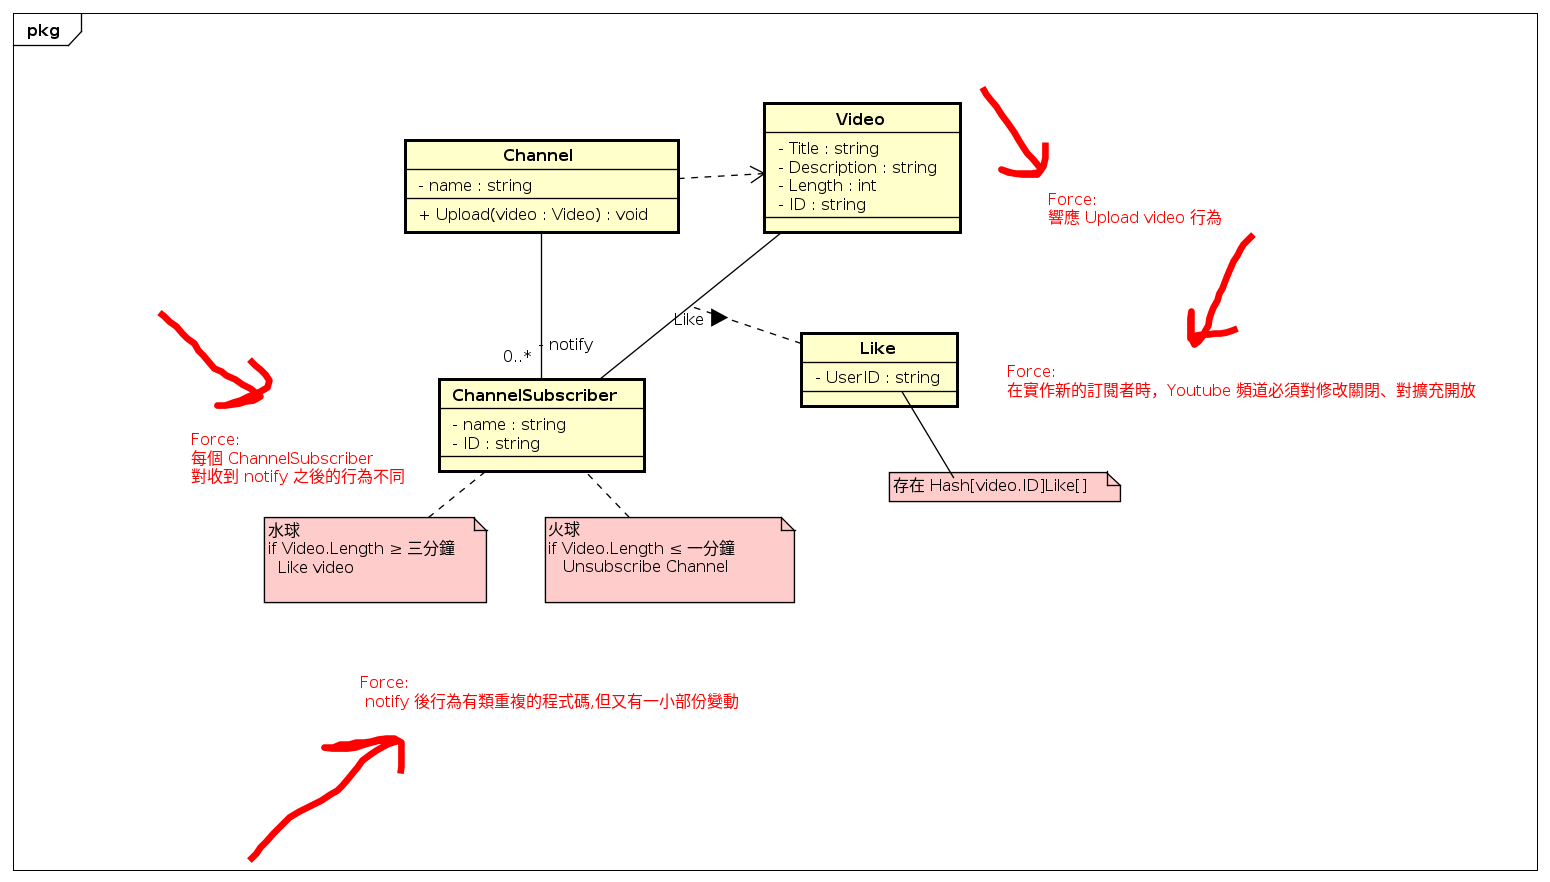 pkg
Channel
- name : string
+ Upload(video : Video) : void
Video
- Title : string
- Description : string
- Length : int
- ID : string
Force:
響應 Upload video 行為
Like
- notify
0..*
Like
- UserID : string
Force:
在實作新的訂閱者時，Youtube 頻道必須對修改關閉、對擴充開放
ChannelSubscriber
- name : string
- ID : string
Force:
每個 ChannelSubscriber
對收到 notify 之後的行為不同
存在 Hash[video.ID]Like[]
水球
if Video.Length ≥ 三分鐘
Like video
火球
if Video.Length ≤ 一分鐘
Unsubscribe Channel
Force:
notify 後行為有類重複的程式碼,但又有一小部份變動